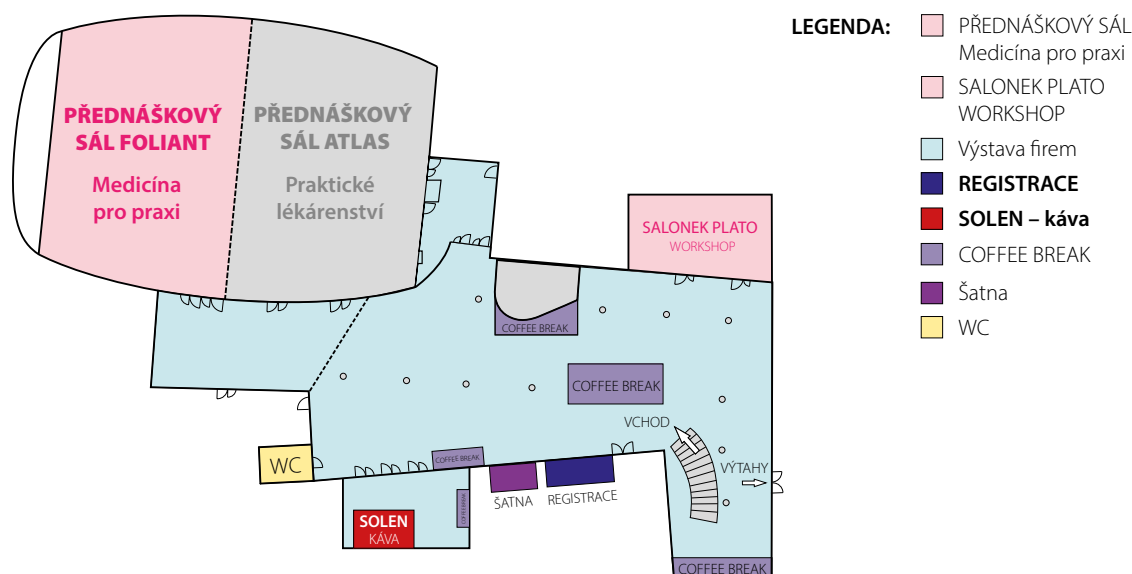 LEGENDA:
PŘEDNÁŠKOVÝ SÁL
Medicína pro praxi
SALONEK PLATO
WORKSHOP
Výstava firem
REGISTRACE
SOLEN – káva
COFFEE BREAK
Šatna
WC
PŘEDNÁŠKOVÝ
SÁL FOLIANT
Medicína
pro praxi
PŘEDNÁŠKOVÝ
SÁL ATLAS
Praktické
lékárenství
SALONEK PLATO
WORKSHOP
COFFEE BREAK
COFFEE BREAK
VCHOD
VÝTAHY
WC
COFFEE BREAK
ŠATNA
REGISTRACE
COFFEE BREAK
SOLEN
KÁVA
COFFEE BREAK